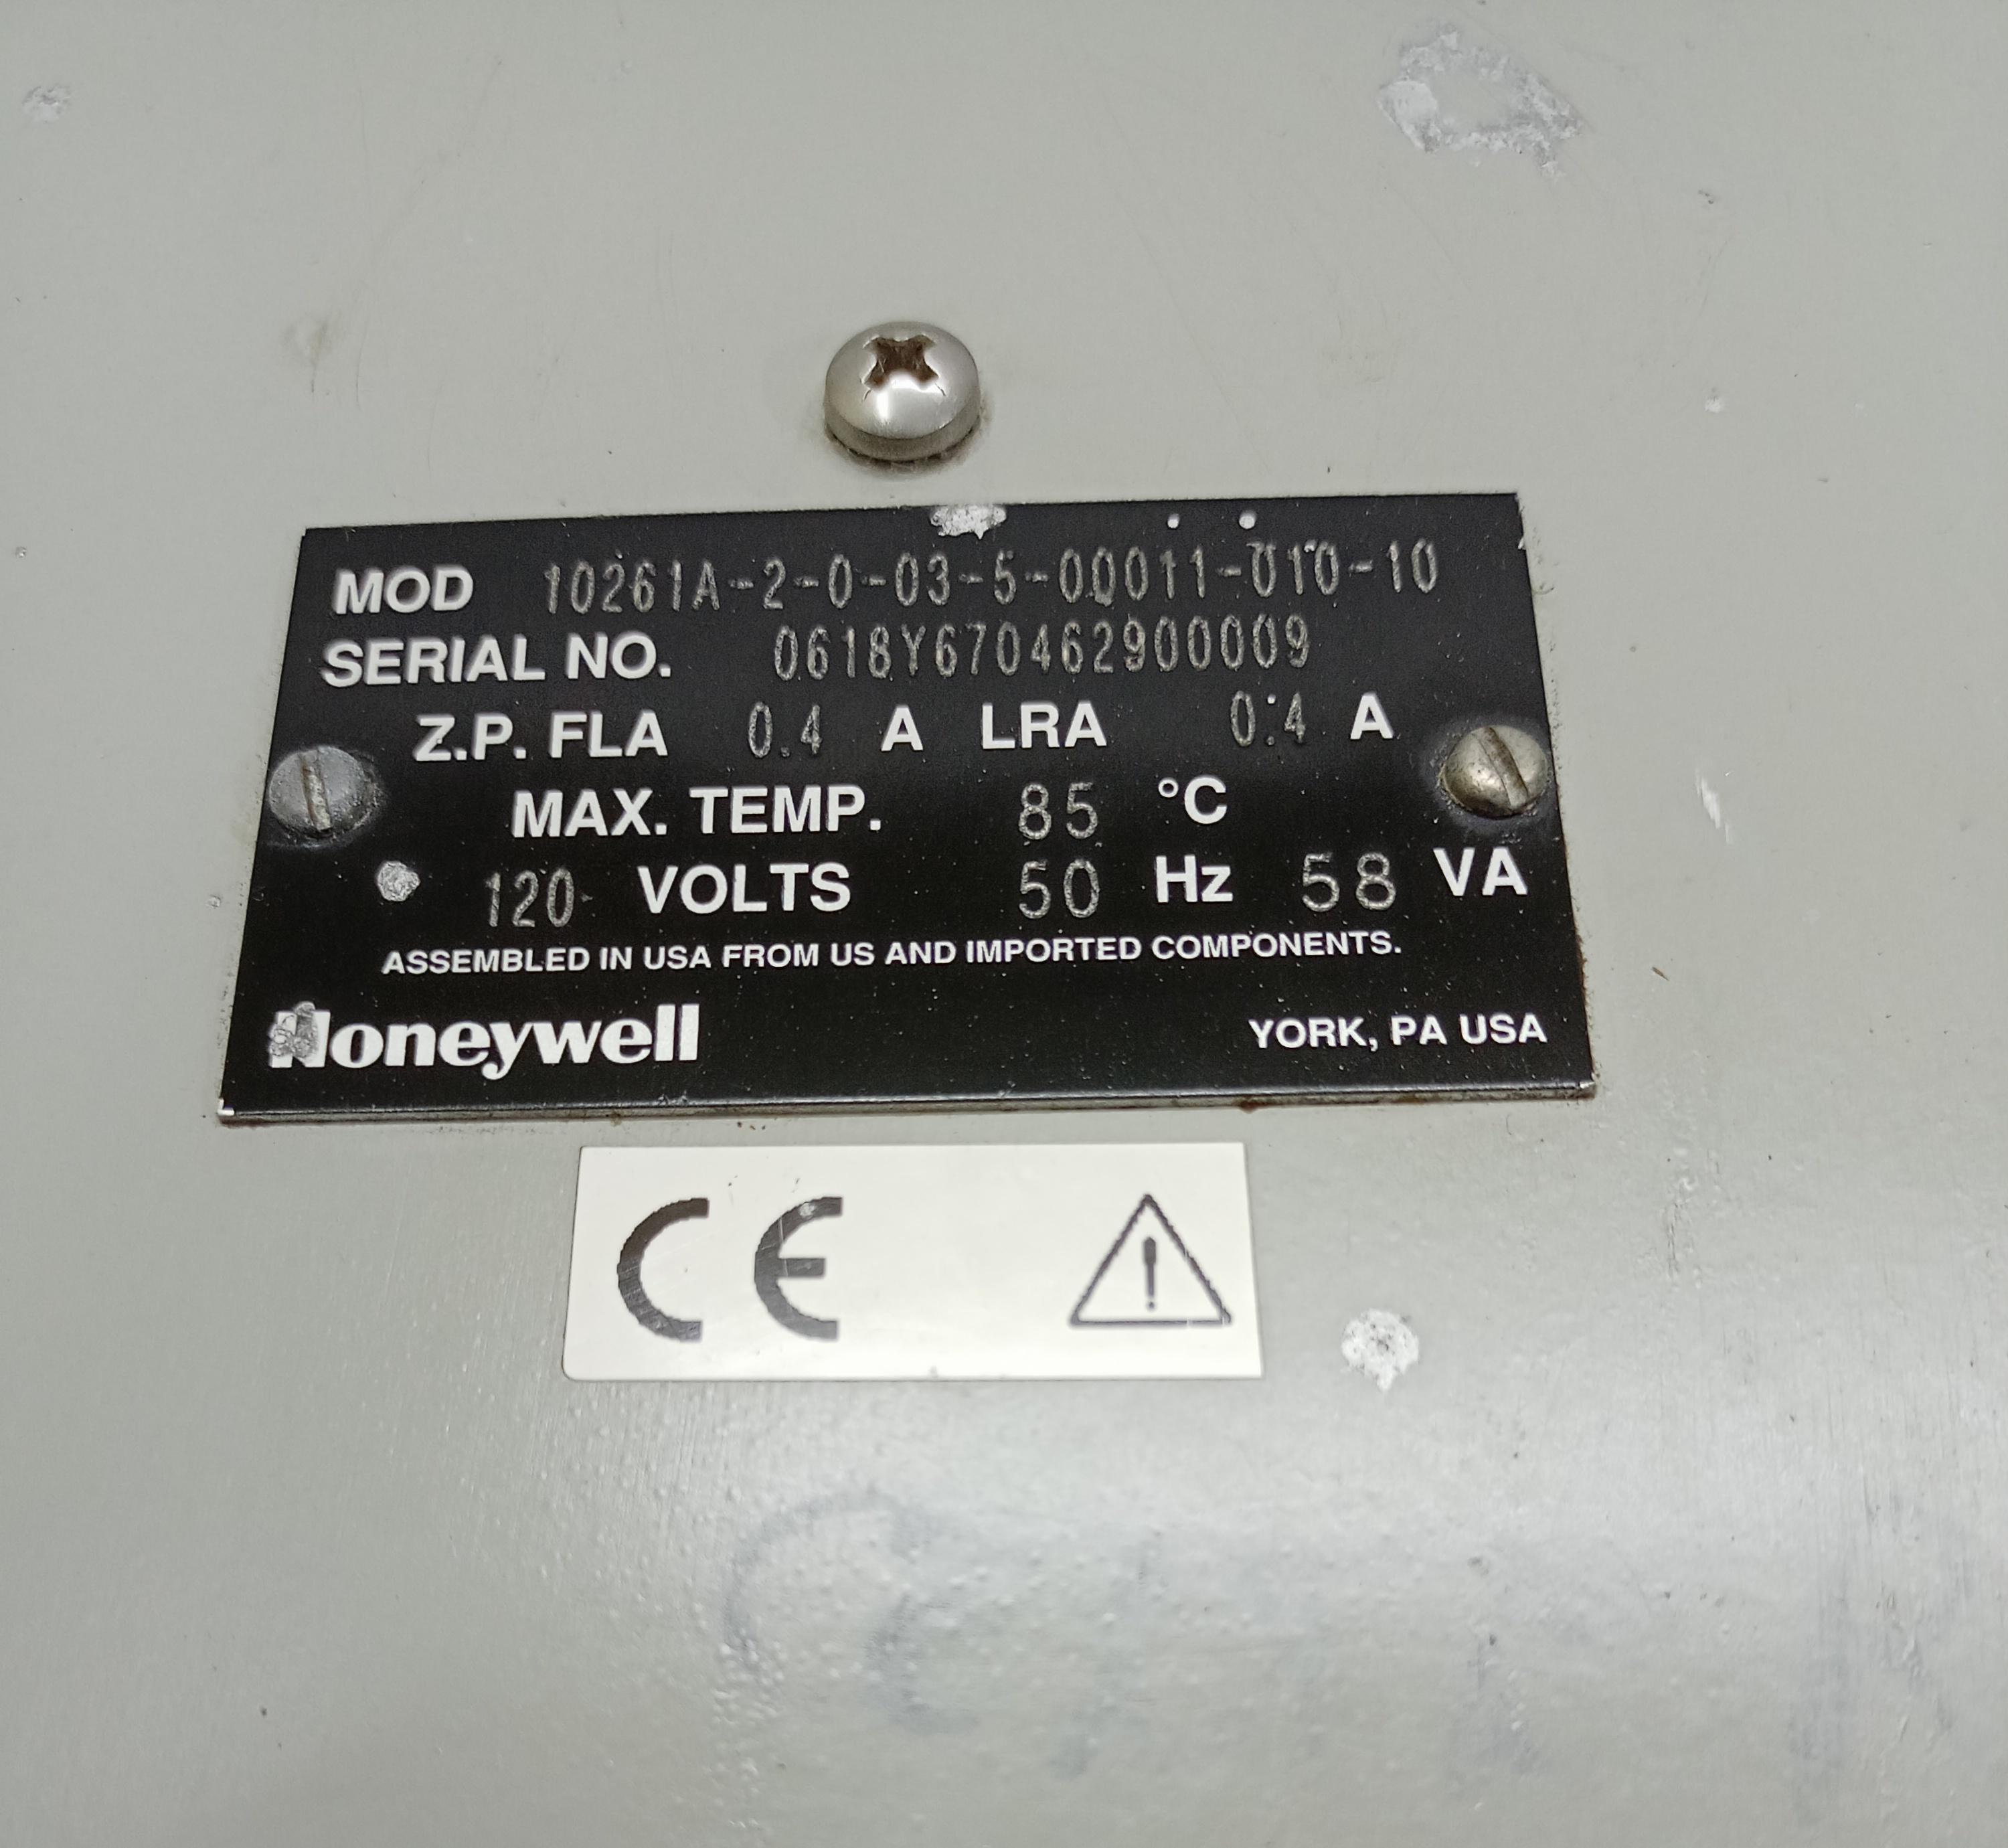 MOD 10261A-2-0-03-5-00011-010-10
SERIAL NO. 0618Y670462900009
Z.P. FLA 0.4 A LRA 0.4 A
MAX. TEMP. 85 °C
120 VOLTS 50 Hz 58 VA
ASSEMBLED IN USA FROM US AND IMPORTED COMPONENTS.
Honeywell YORK, PA USA
CE